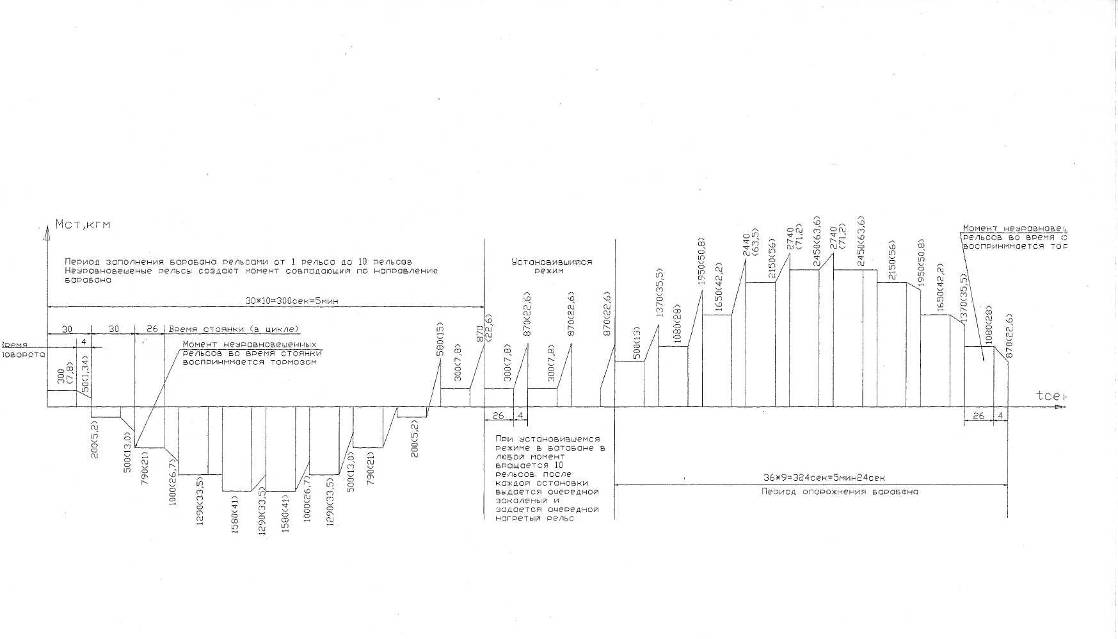 Мст,кгм
Период заполнения барабана рельсами от 1 рельса до 10 рельсов
Неуравновешеные рельсы создают момент совпадающий по направлению
барабана
30*10=300сек=5мин
30
30
26
Время стоянки (в цикле)
4
Время
поворота
Момент неуравновешенных
рельсов во время стоянки
воспринимается тормозом
300
(7,8)
50(1,34)
200(5,2)
500(13,0)
790(21)
1000(26,7)
1290(33,5)
1580(41)
1290(33,5)
1580(41)
1000(26,7)
1290(33,5)
500(13,0)
790(21)
200(5,2)
500(15)
300(7,8)
870
(22,6)
Установившийся
режим
300(7,8)
870(22,6)
300(7,8)
870(22,6)
870(22,6)
26
4
При установившемся
режиме в батабане в
любой момент
вращается 10
рельсов после
каждой остановки
выдается очередной
закаленый и
задается очередной
нагретый рельс
500(13)
1370(35,5)
1080(28)
1950(50,8)
1650(42,2)
2440
(63,5)
2150(56)
2740
(71,2)
2450(63,6)
2740
(71,2)
2450(63,6)
2150(56)
1950(50,8)
1650(42,2)
1370(35,5)
1080(28)
870(22,6)
Момент неуравновеш
рельсов во время с
воспринимается тор
tсек
26
4
36*9=324сек=5мин24сек
Период опорожнения барабана